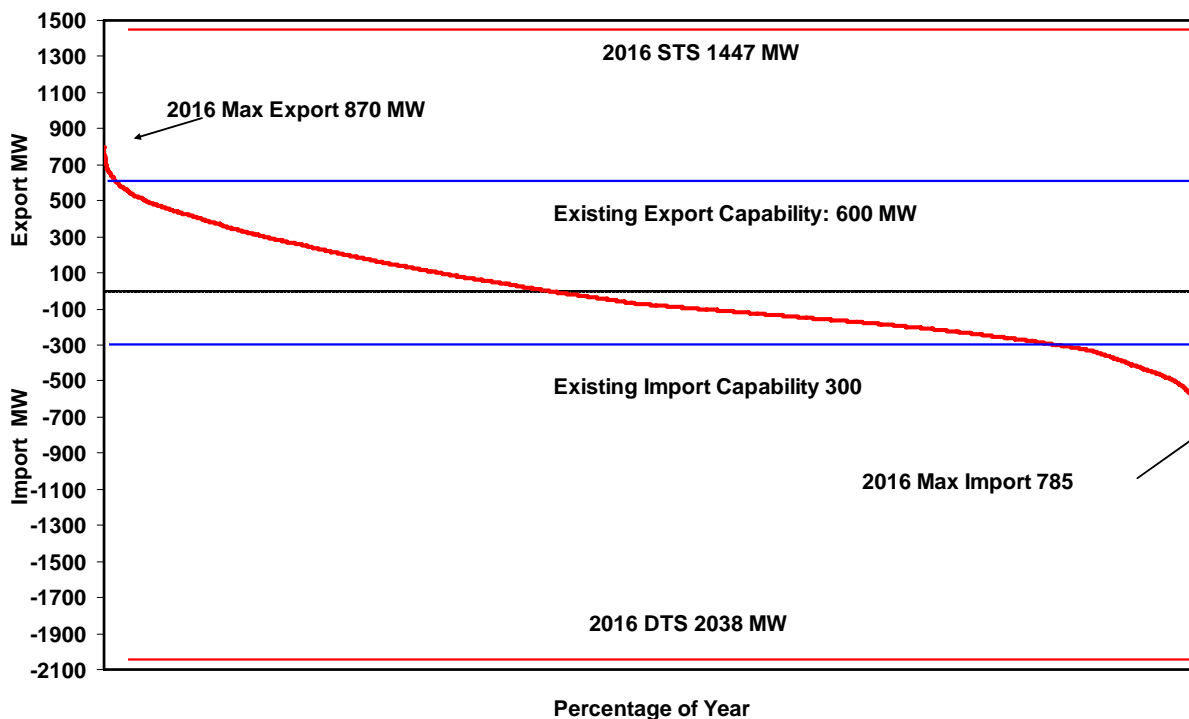 1500
1300
1100
900
700
500
300
100
-100
-300
-500
-700
-900
-1100
-1300
-1500
-1700
-1900
-2100
Export MW
Import MW
2016 STS 1447 MW
2016 Max Export 870 MW
Existing Export Capability: 600 MW
Existing Import Capability 300
2016 Max Import 785
2016 DTS 2038 MW
Percentage of Year